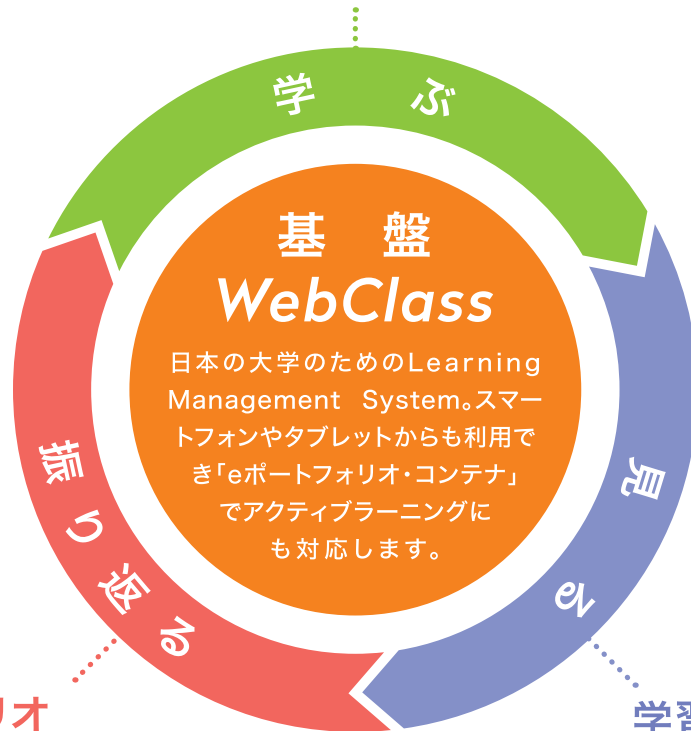 学ぶ
基 盤
WebClass
日本の大学のためのLearning
Management System。スマー
トフォンやタブレットからも利用で
き「eポートフォリオ・コンテナ」
でアクティブラーニングに
も対応します。
見る
振り返る
リオ
学習